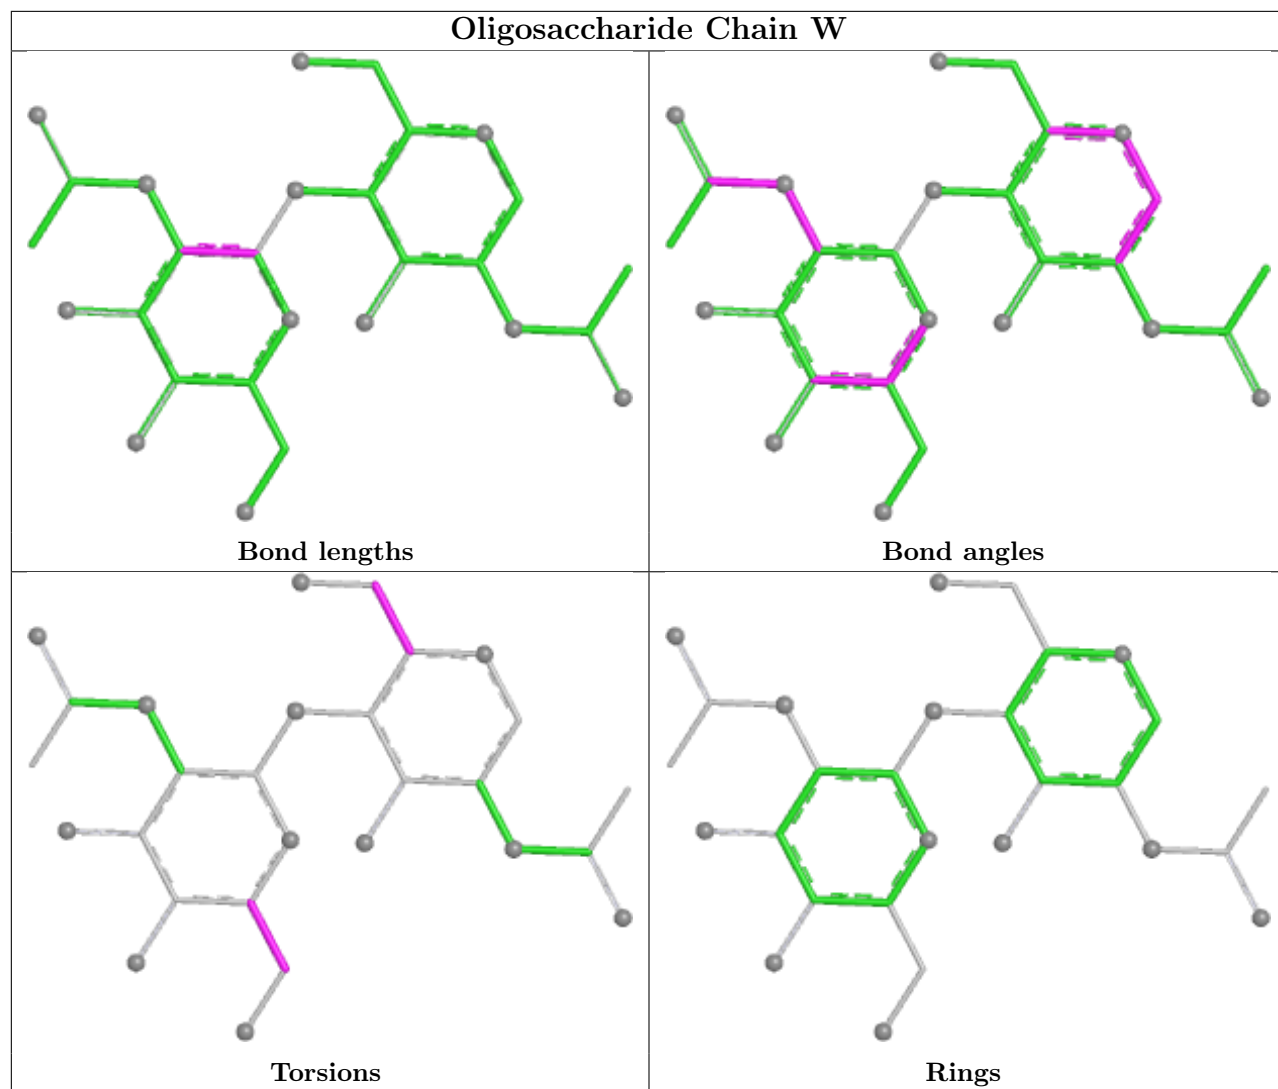 Oligosaccharide Chain W
Bond lengths
Bond angles
Torsions
Rings